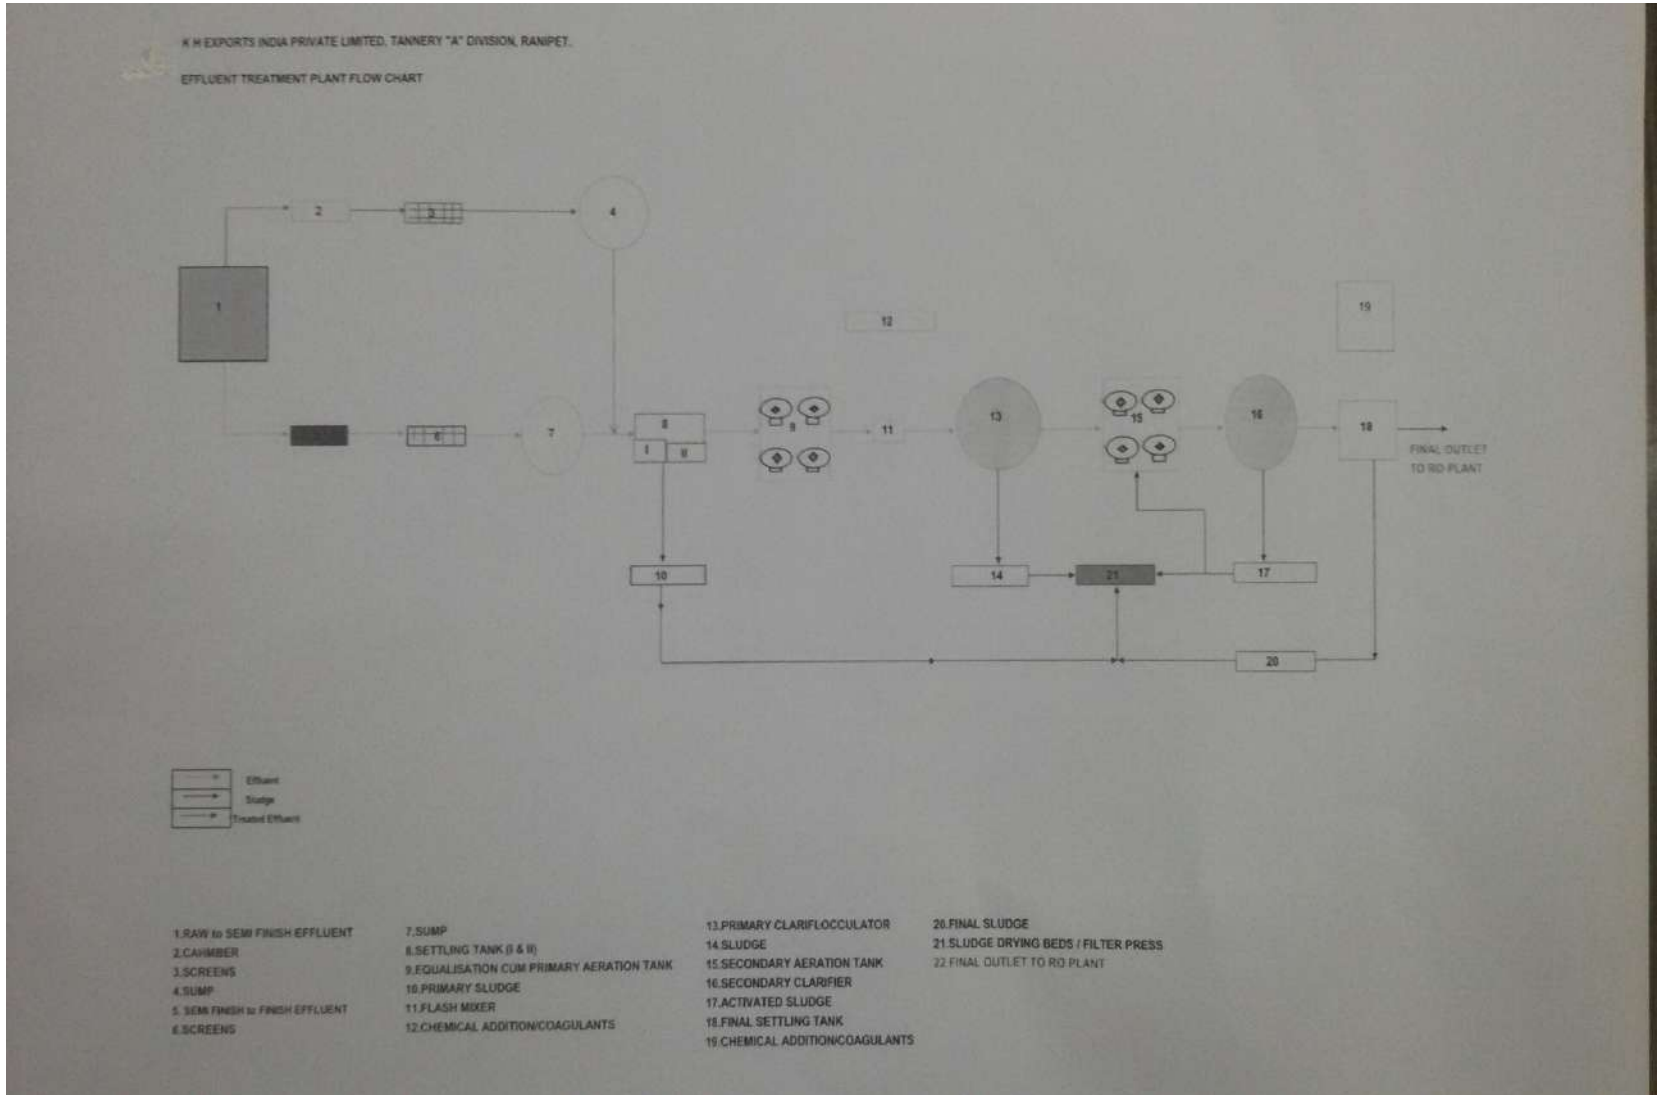 K H EXPORTS INDIA PRIVATE LIMITED. TANNERY "A" DIVISION, RANIPET.
EFFLUENT TREATMENT PLANT FLOW CHART
2
3
4
1
12
19
6
7
8
I
II
9
11
13
15
16
18
FINAL OUTLET
TO RO PLANT
10
14
21
17
20
Effluent
Sludge
Treated Effluent
1.RAW to SEMI FINISH EFFLUENT
2.CAHMBER
3.SCREENS
4.SUMP
5. SEMI FINISH to FINISH EFFLUENT
6.SCREENS
7.SUMP
8.SETTLING TANK (I & II)
9.EQUALISATION CUM PRIMARY AERATION TANK
10.PRIMARY SLUDGE
11.FLASH MIXER
12.CHEMICAL ADDITION/COAGULANTS
13.PRIMARY CLARIFLOCCULATOR
14.SLUDGE
15.SECONDARY AERATION TANK
16.SECONDARY CLARIFIER
17.ACTIVATED SLUDGE
18.FINAL SETTLING TANK
19.CHEMICAL ADDITION/COAGULANTS
20.FINAL SLUDGE
21.SLUDGE DRYING BEDS / FILTER PRESS
22.FINAL OUTLET TO RO PLANT